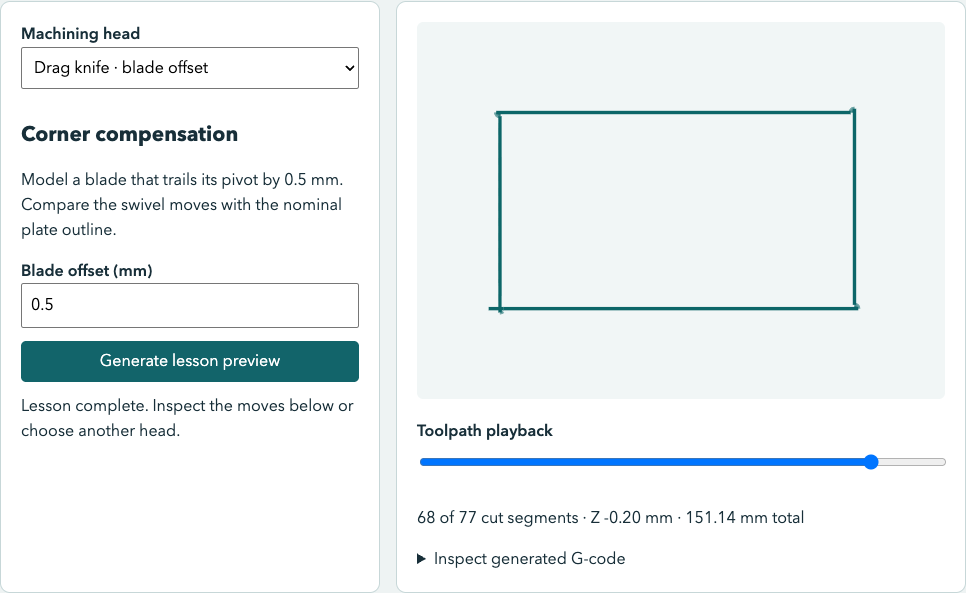 Machining head
Drag knife · blade offset
Corner compensation
Model a blade that trails its pivot by 0.5 mm.
Compare the swivel moves with the nominal
plate outline.
Blade offset (mm)
0.5
Generate lesson preview
Lesson complete. Inspect the moves below or
choose another head.
Toolpath playback
68 of 77 cut segments · Z -0.20 mm · 151.14 mm total
Inspect generated G-code